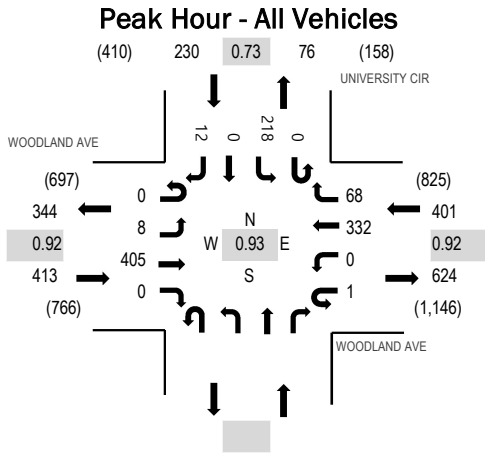 Peak Hour - All Vehicles
(410) 230 0.73 76 (158)
UNIVERSITY CIR
WOODLAND AVE
12 0 218 0
(697) (825)
344 0 68 401
8 N 332
0.92 W 0.93 E 0.92
405 S 0
413 0 1 624
(766) (1,146)
WOODLAND AVE